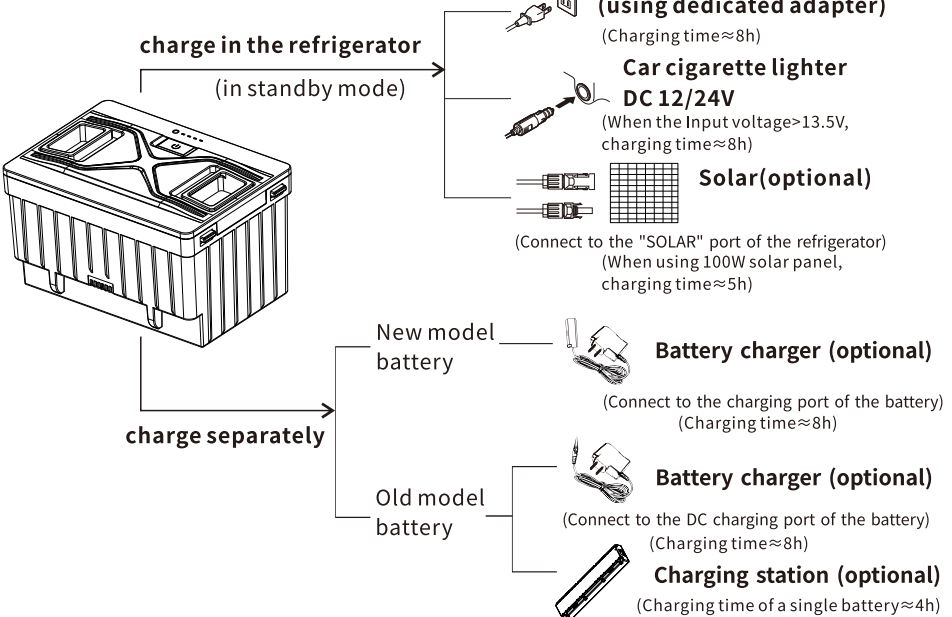 (using dedicated adapter)
(Charging time≈8h)
charge in the refrigerator
(in standby mode)
Car cigarette lighter
DC 12/24V
(When the Input voltage>13.5V,
charging time≈8h)
Solar(optional)
(Connect to the "SOLAR" port of the refrigerator)
(When using 100W solar panel,
charging time≈5h)
charge separately
New model
battery
Battery charger (optional)
(Connect to the charging port of the battery)
(Charging time≈8h)
Old model
battery
Battery charger (optional)
(Connect to the DC charging port of the battery)
(Charging time≈8h)
Charging station (optional)
(Charging time of a single battery≈4h)